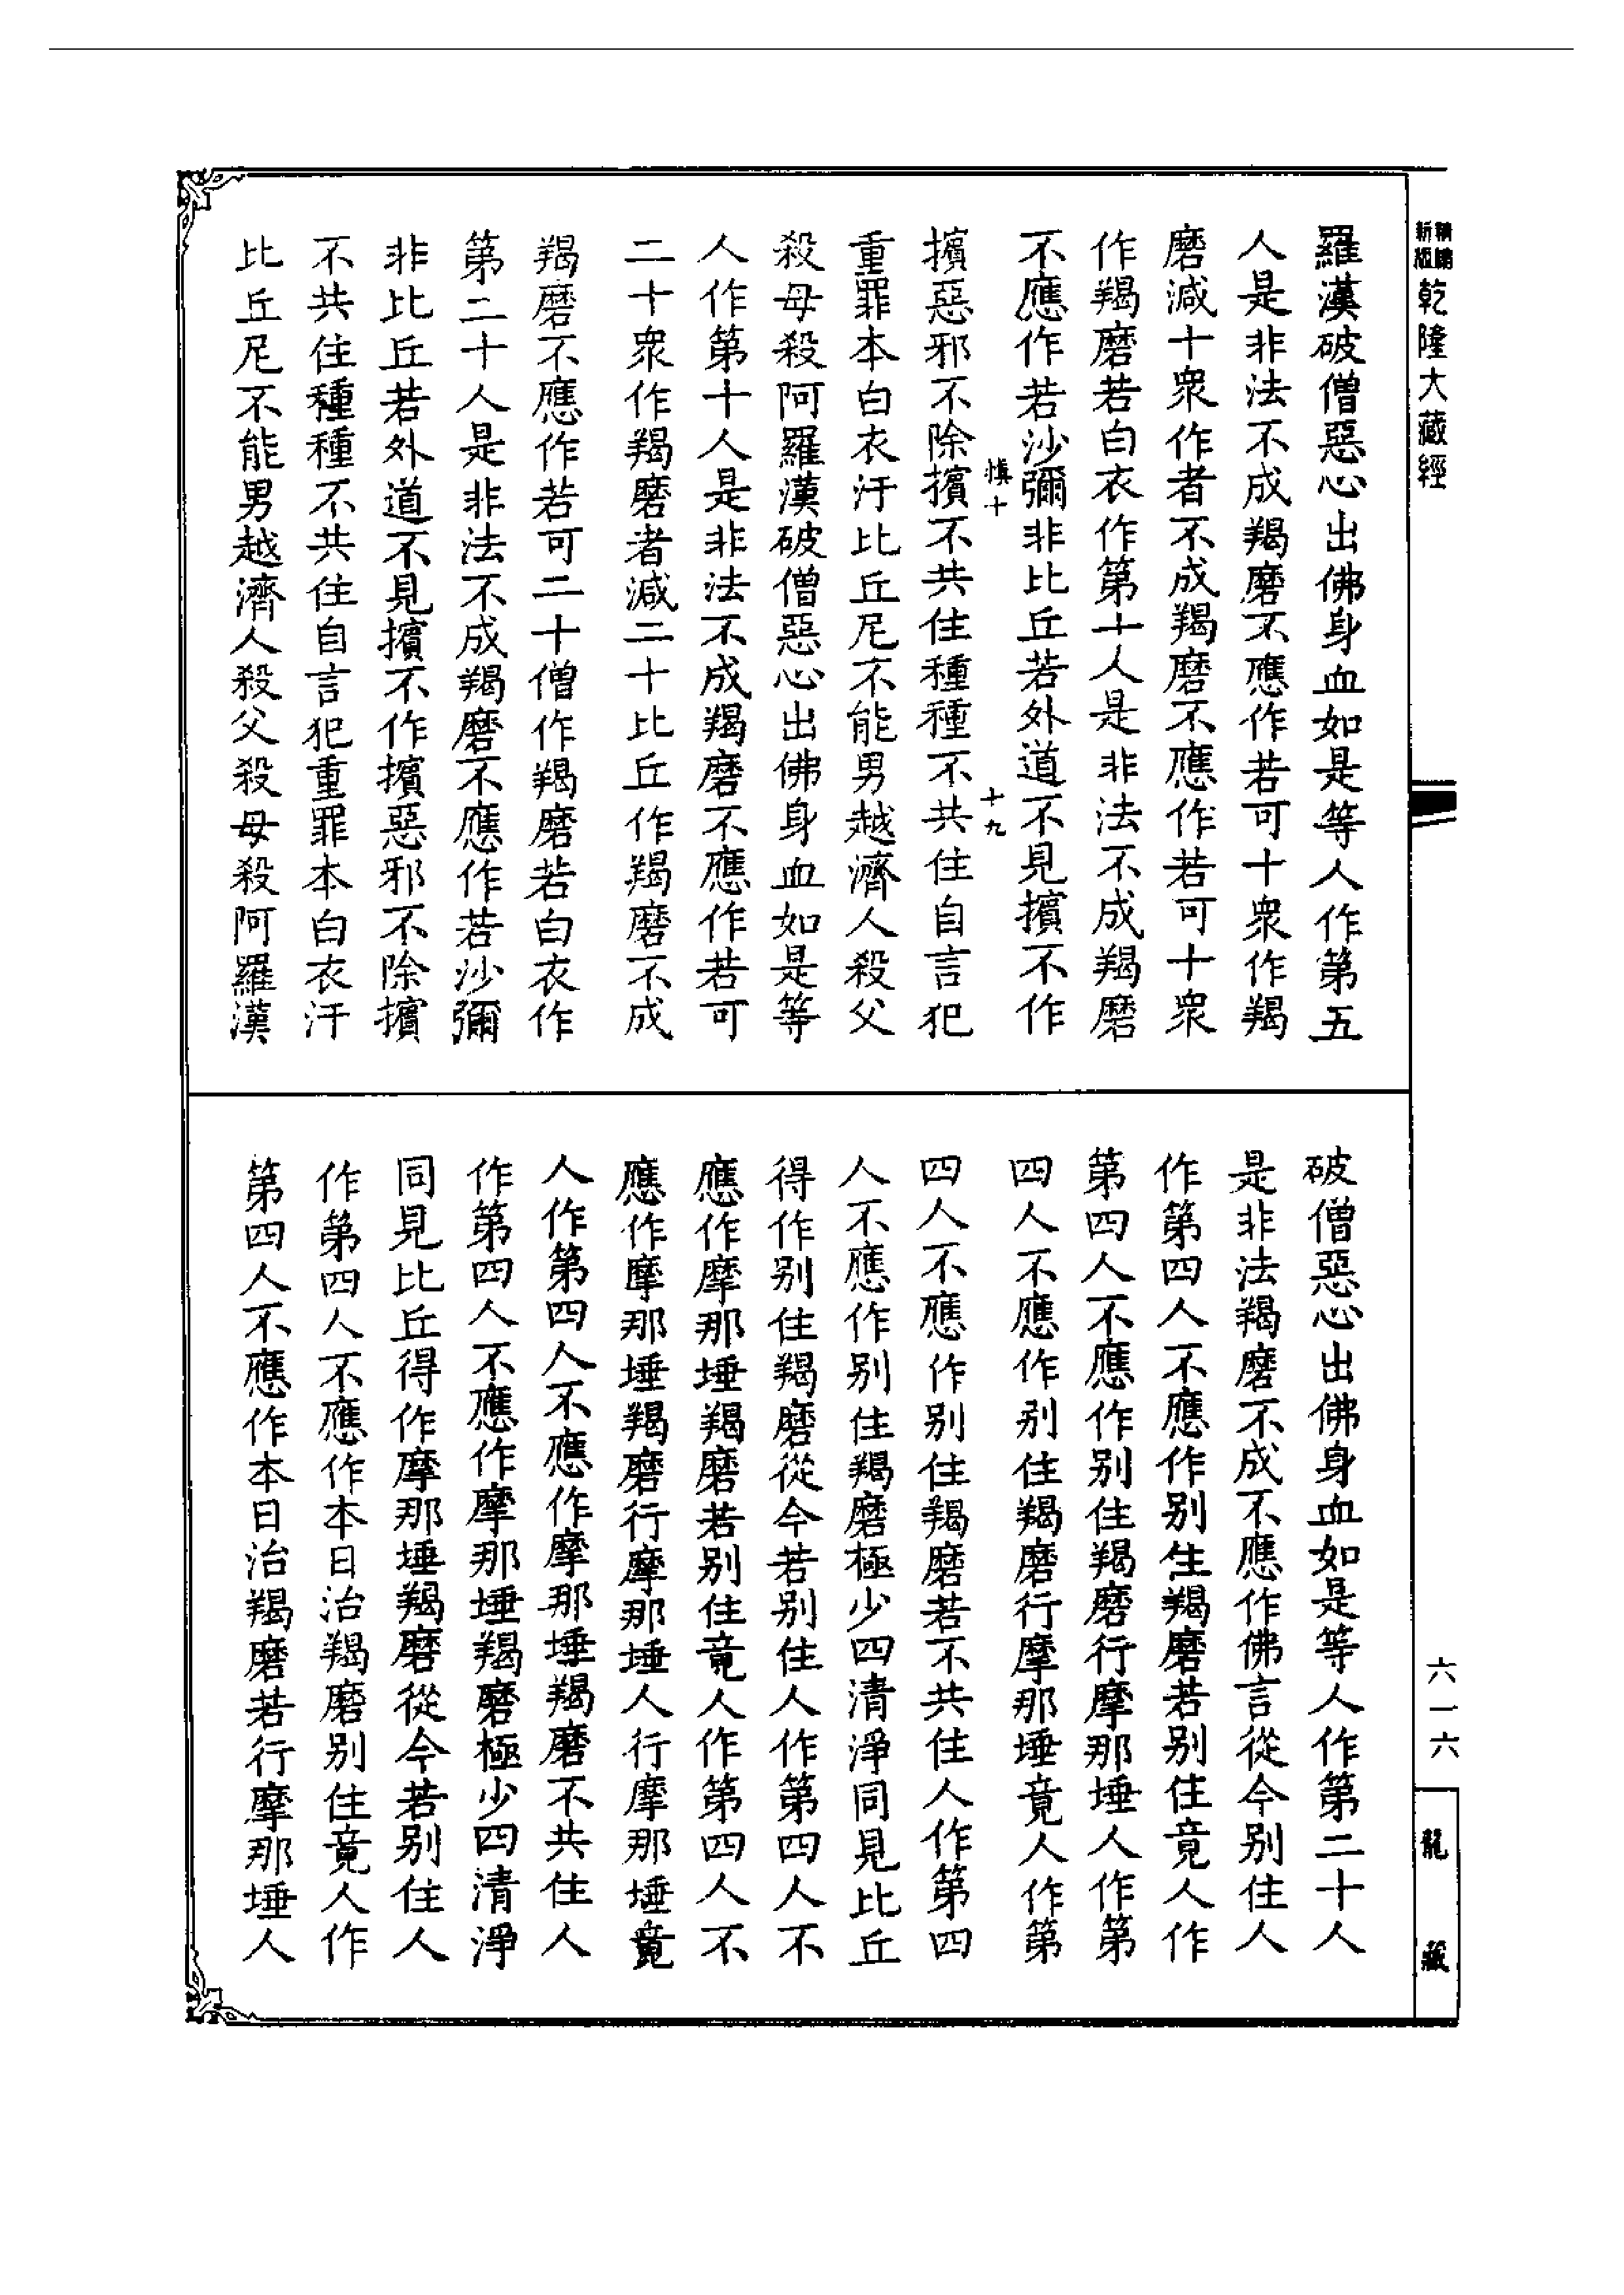 新編縮本乾隆大藏經
羅漢破僧惡心出佛身血如是等人作第五
人是非法不成羯磨不應作若可十衆作羯
磨減十衆作者不成羯磨不應作若可十衆
作羯磨若白衣作第十人是非法不成羯磨
不應作若沙彌非比丘若外道不見擯不作
慎十
十九
擯惡邪不除擯不共住種種不共住自言犯
重罪本白衣汙比丘尼不能男越濟人殺父
殺母殺阿羅漢破僧惡心出佛身血如是等
人作第十人是非法不成羯磨不應作若可
二十衆作羯磨者減二十比丘作羯磨不成
羯磨不應作若可二十僧作羯磨若白衣作
第二十人是非法不成羯磨不應作若沙彌
非比丘若外道不見擯不作擯惡邪不除擯
不共住種種不共住自言犯重罪本白衣汙
比丘尼不能男越濟人殺父殺母殺阿羅漢
破僧惡心出佛身血如是等人作第二十人
是非法羯磨不成不應作佛言從今別住人
作第四人不應作別住羯磨若別住竟人作
第四人不應作別住羯磨行摩那埵人作第
四人不應作別住羯磨行摩那埵竟人作第
四人不應作別住羯磨若不共住人作第四
人不應作別住羯磨極少四清淨同見比丘
得作別住羯磨從今若別住人作第四人不
應作摩那埵羯磨若別住竟人作第四人不
應作摩那埵羯磨行摩那埵人行摩那埵竟
人作第四人不應作摩那埵羯磨不共住人
作第四人不應作摩那埵羯磨極少四清淨
同見比丘得作摩那埵羯磨從今若別住人
作第四人不應作本日治羯磨別住竟人作
第四人不應作本日治羯磨若行摩那埵人
六一六
龍藏